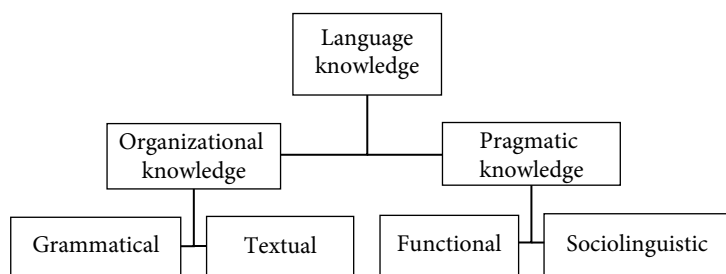 Language
knowledge
Organizational
knowledge
Pragmatic
knowledge
Grammatical
Textual
Functional
Sociolinguistic